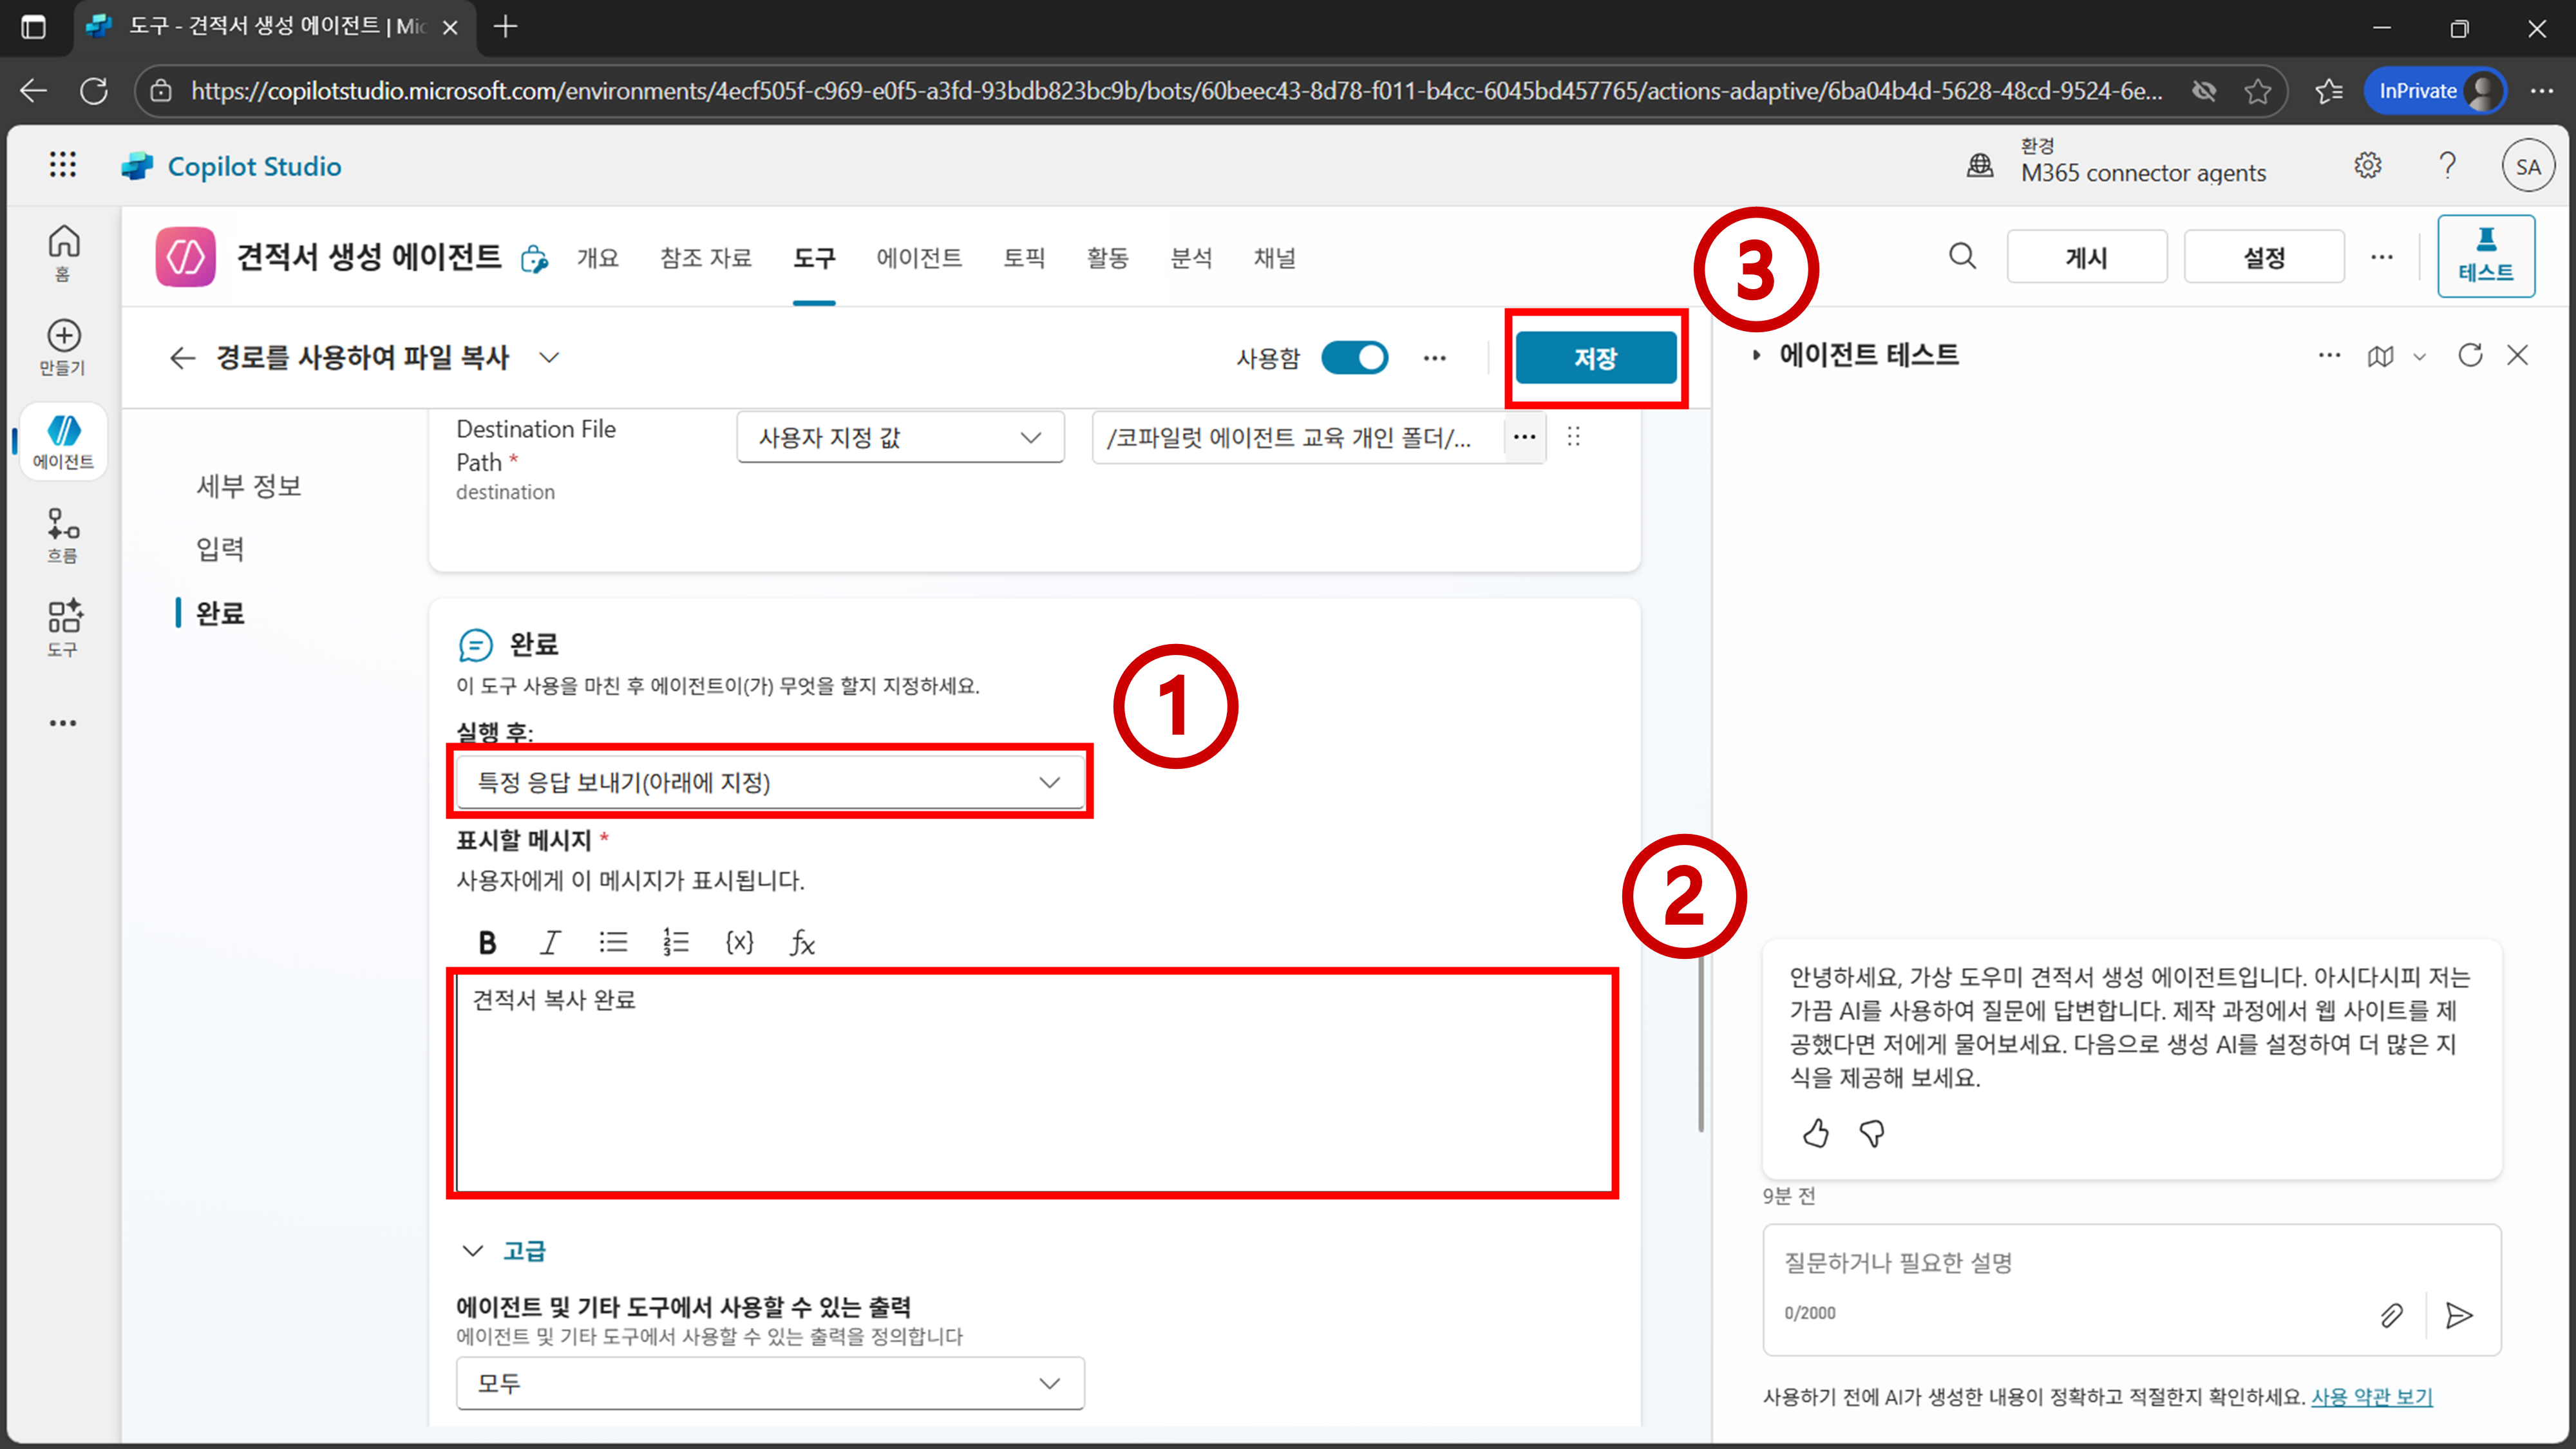 도구 - 견적서 생성 에이전트 | Mic
https://copilotstudio.microsoft.com/environments/4ecf505f-c969-e0f5-a3fd-93bdb823bc9b/bots/60beec43-8d78-f011-b4cc-6045bd457765/actions-adaptive/6ba04b4d-5628-48cd-9524-6e...
InPrivate
Copilot Studio
환경
M365 connector agents
SA
홈
만들기
에이전트
흐름
도구
견적서 생성 에이전트
개요
참조 자료
도구
에이전트
토픽
활동
분석
채널
게시
설정
테스트
③
경로를 사용하여 파일 복사
사용함
저장
세부 정보
입력
완료
Destination File
Path *
destination
사용자 지정 값
/코파일럿 에이전트 교육 개인 폴더/...
완료
이 도구 사용을 마친 후 에이전트이(가) 무엇을 할지 지정하세요.
①
실행 후:
특정 응답 보내기(아래에 지정)
표시할 메시지 *
사용자에게 이 메시지가 표시됩니다.
②
B I {x} fx
견적서 복사 완료
고급
에이전트 및 기타 도구에서 사용할 수 있는 출력
에이전트 및 기타 도구에서 사용할 수 있는 출력을 정의합니다
모두
에이전트 테스트
안녕하세요, 가상 도우미 견적서 생성 에이전트입니다. 아시다시피 저는
가끔 AI를 사용하여 질문에 답변합니다. 제작 과정에서 웹 사이트를 제
공했다면 저에게 물어보세요. 다음으로 생성 AI를 설정하여 더 많은 지
식을 제공해 보세요.
9분 전
질문하거나 필요한 설명
0/2000
사용하기 전에 AI가 생성한 내용이 정확하고 적절한지 확인하세요. 사용 약관 보기